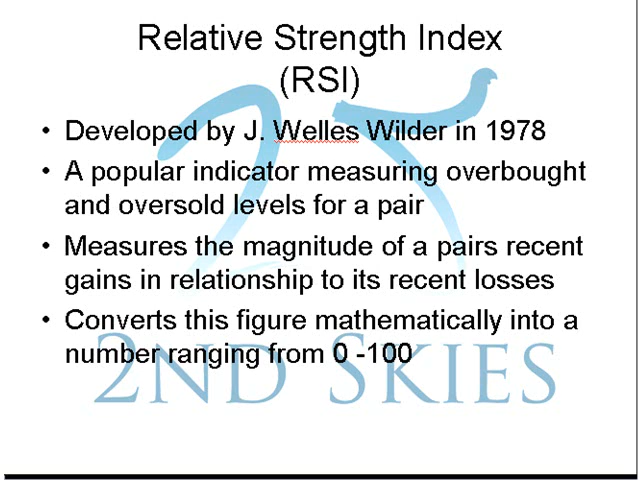 Relative Strength Index
(RSI)
• Developed by J. Welles Wilder in 1978
• A popular indicator measuring overbought
and oversold levels for a pair
• Measures the magnitude of a pairs recent
gains in relationship to its recent losses
• Converts this figure mathematically into a
number ranging from 0 -100
2ND SKIES